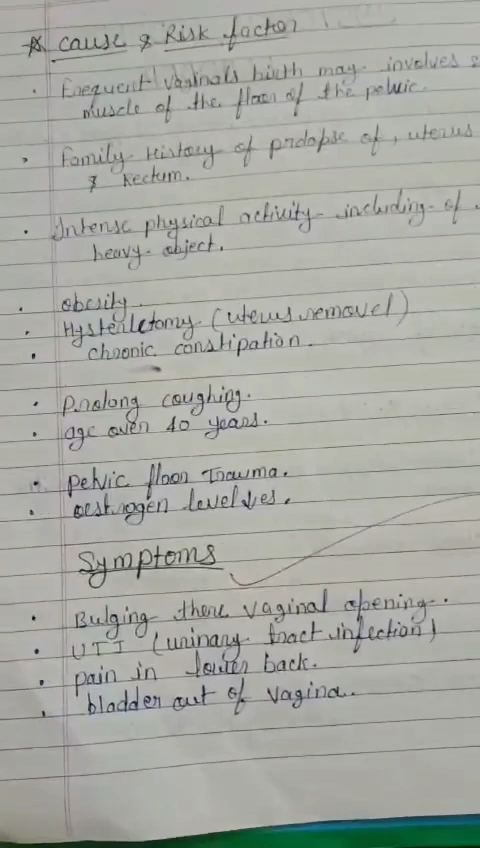 cause & Risk factor
Frequent vaginals birth may involves
muscle of the floor of the pelvic.
Family History of prolapse of, uterus
& Rectum.
Intense physical activity including of
heavy object.
obesity.
Hysterectomy (uterus removel)
chronic constipation.
Prolong coughing.
age over 40 years.
pelvic floor Trauma.
oestrogen level ↓es.
Symptoms
Bulging there vaginal opening.
UTI (urinary tract infection)
pain in lower back.
bladder out of vagina.